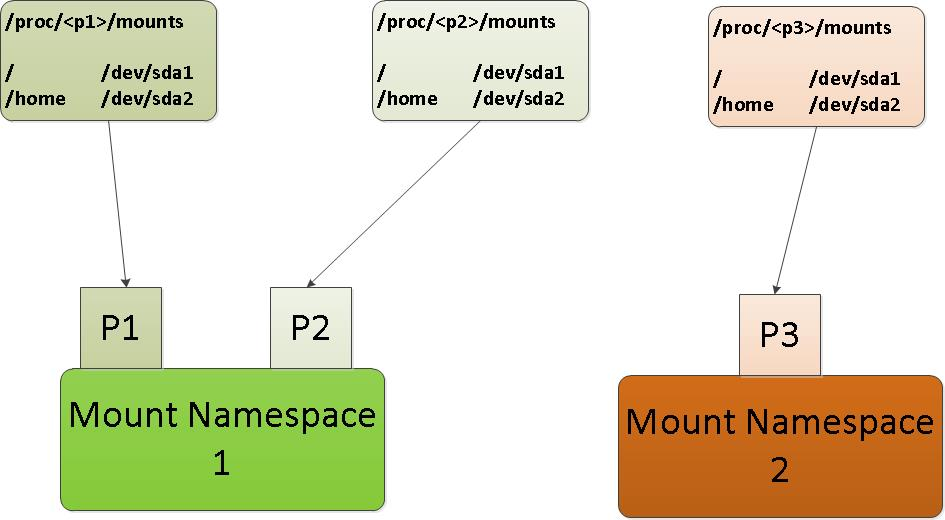 /proc/<p1>/mounts
/ /dev/sda1
/home /dev/sda2
/proc/<p2>/mounts
/ /dev/sda1
/home /dev/sda2
/proc/<p3>/mounts
/ /dev/sda1
/home /dev/sda2
P1
P2
P3
Mount Namespace
1
Mount Namespace
2